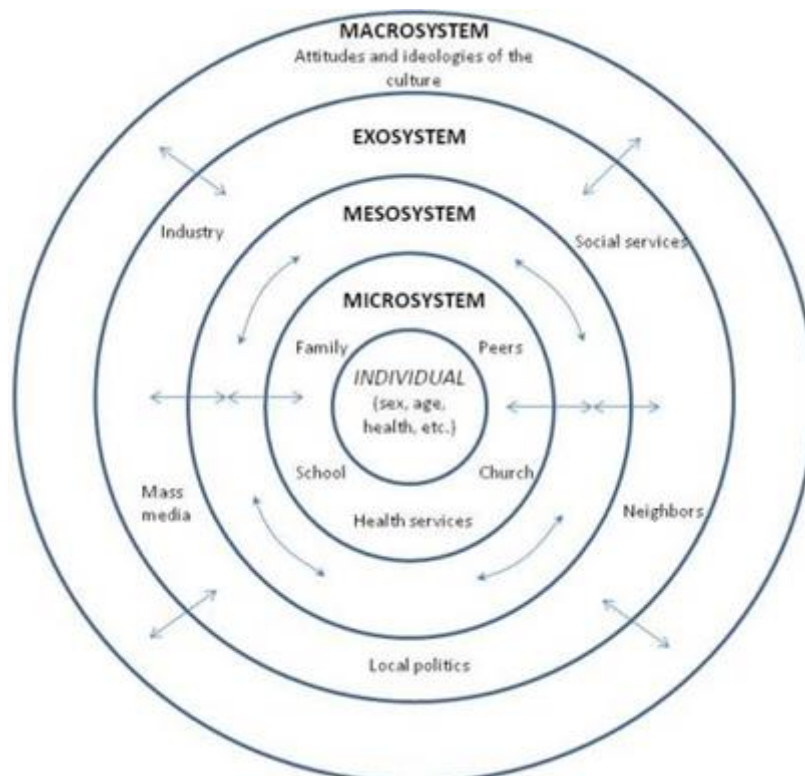 MACROSYSTEM
Attitudes and ideologies of the
culture
EXOSYSTEM
MESOSYSTEM
Industry
Social services
MICROSYSTEM
Family
Peers
INDIVIDUAL
(sex, age,
health, etc.)
School
Church
Mass
media
Health services
Neighbors
Local politics